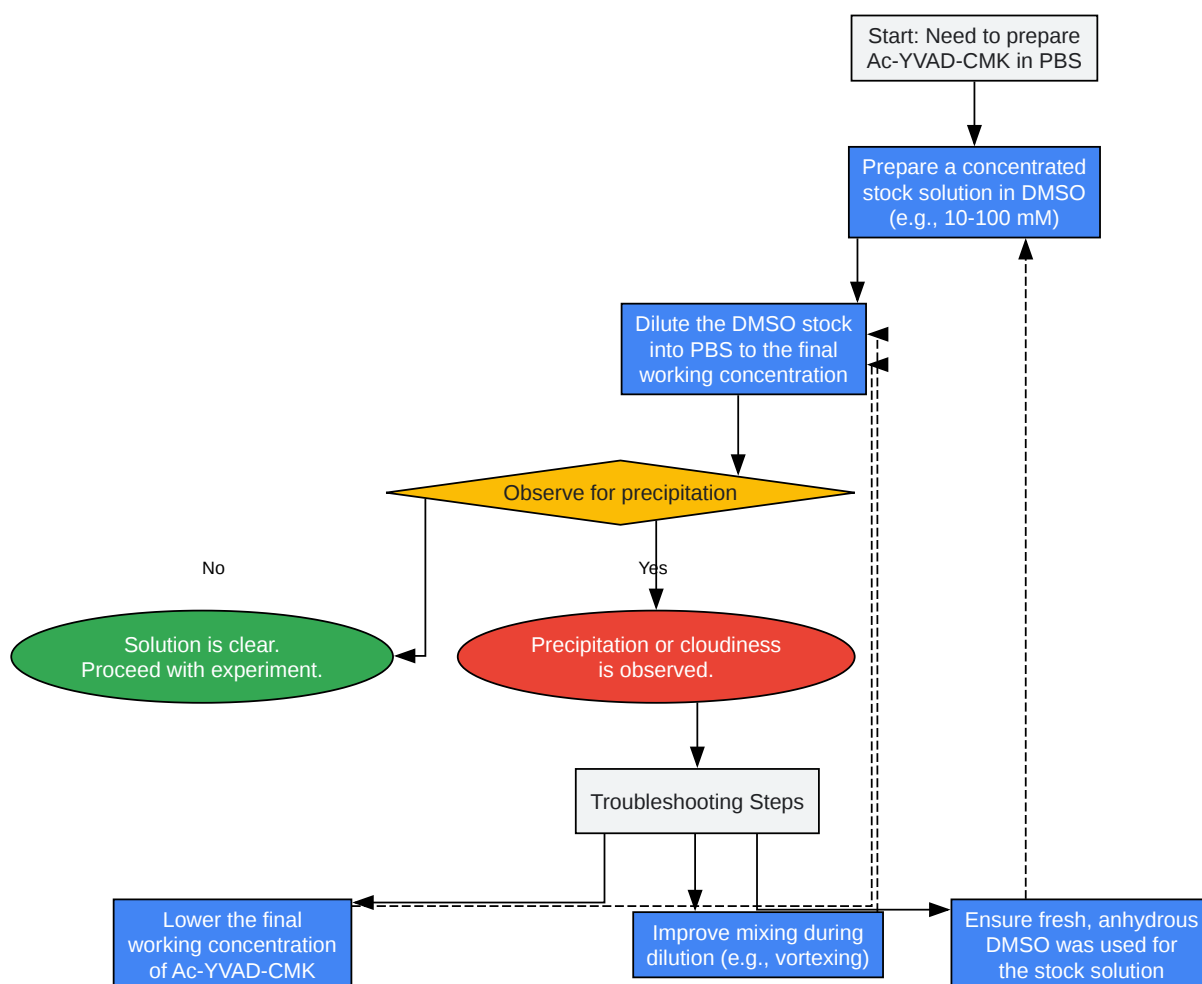 Start: Need to prepare
Ac-YVAD-CMK in PBS
Prepare a concentrated
stock solution in DMSO
(e.g., 10-100 mM)
Dilute the DMSO stock
into PBS to the final
working concentration
Observe for precipitation
No
Yes
Solution is clear.
Proceed with experiment.
Precipitation or cloudiness
is observed.
Troubleshooting Steps
Lower the final
working concentration
of Ac-YVAD-CMK
Improve mixing during
dilution (e.g., vortexing)
Ensure fresh, anhydrous
DMSO was used for
the stock solution